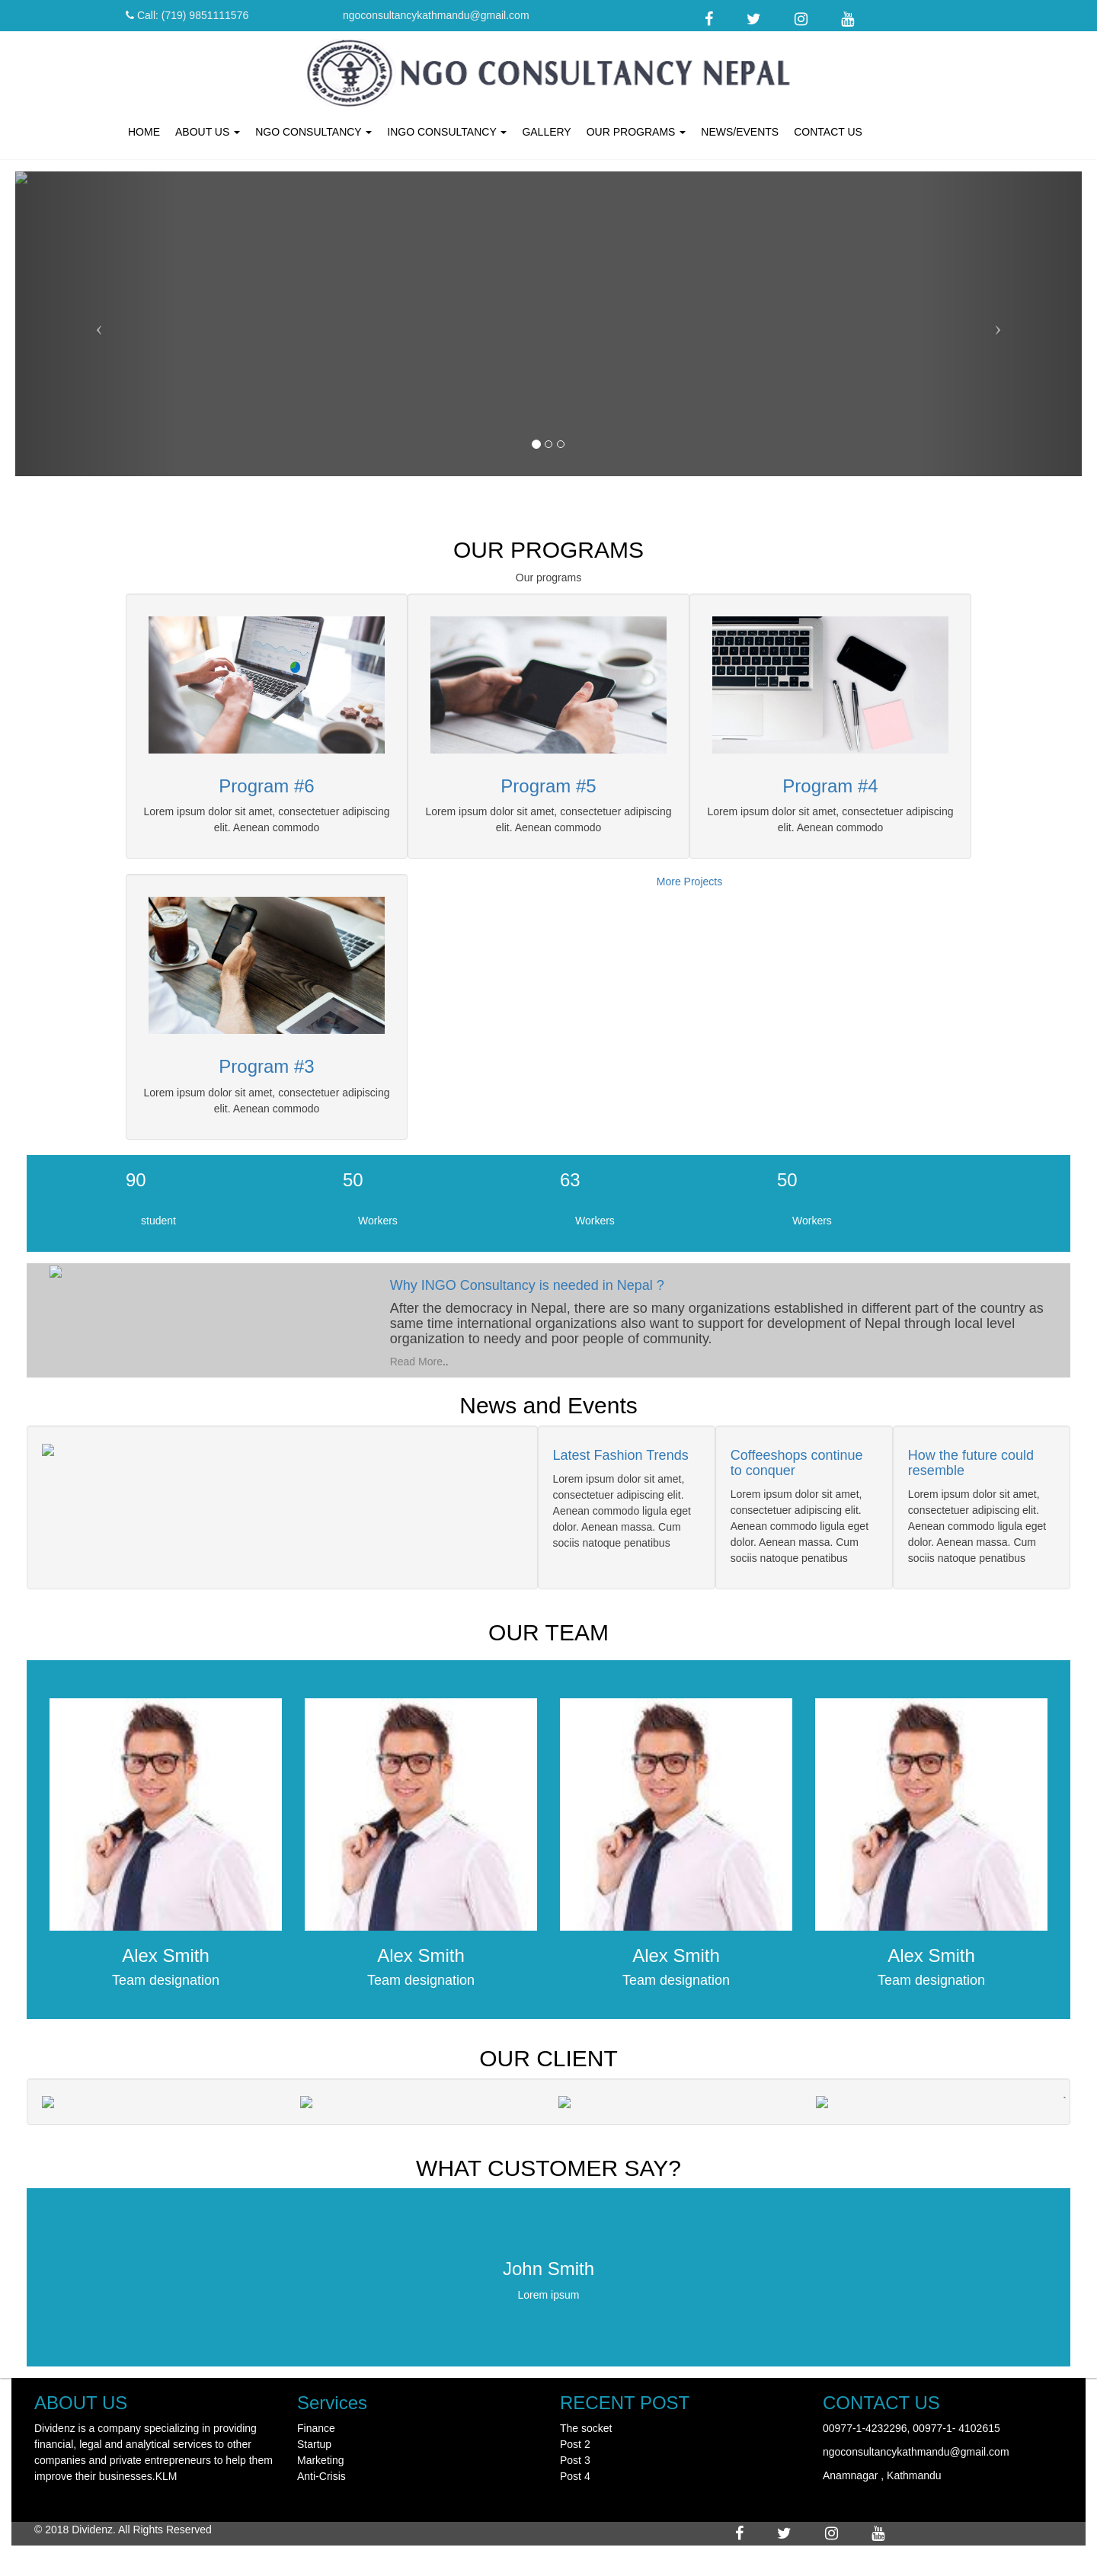 Call: (719) 9851111576
ngoconsultancykathmandu@gmail.com
NGO CONSULTANCY NEPAL
2014
HOME ABOUT US NGO CONSULTANCY INGO CONSULTANCY GALLERY OUR PROGRAMS NEWS/EVENTS CONTACT US
OUR PROGRAMS
Our programs
Program #6
Lorem ipsum dolor sit amet, consectetuer adipiscing
elit. Aenean commodo
Program #5
Lorem ipsum dolor sit amet, consectetuer adipiscing
elit. Aenean commodo
Program #4
Lorem ipsum dolor sit amet, consectetuer adipiscing
elit. Aenean commodo
Program #3
Lorem ipsum dolor sit amet, consectetuer adipiscing
elit. Aenean commodo
More Projects
90
student
50
Workers
63
Workers
50
Workers
Why INGO Consultancy is needed in Nepal ?
After the democracy in Nepal, there are so many organizations established in different part of the country as
same time international organizations also want to support for development of Nepal through local level
organization to needy and poor people of community.
Read More..
News and Events
Latest Fashion Trends
Lorem ipsum dolor sit amet,
consectetuer adipiscing elit.
Aenean commodo ligula eget
dolor. Aenean massa. Cum
sociis natoque penatibus
Coffeeshops continue
to conquer
Lorem ipsum dolor sit amet,
consectetuer adipiscing elit.
Aenean commodo ligula eget
dolor. Aenean massa. Cum
sociis natoque penatibus
How the future could
resemble
Lorem ipsum dolor sit amet,
consectetuer adipiscing elit.
Aenean commodo ligula eget
dolor. Aenean massa. Cum
sociis natoque penatibus
OUR TEAM
Alex Smith
Team designation
Alex Smith
Team designation
Alex Smith
Team designation
Alex Smith
Team designation
OUR CLIENT
`
WHAT CUSTOMER SAY?
John Smith
Lorem ipsum
ABOUT US
Dividenz is a company specializing in providing
financial, legal and analytical services to other
companies and private entrepreneurs to help them
improve their businesses.KLM
Services
Finance
Startup
Marketing
Anti-Crisis
RECENT POST
The socket
Post 2
Post 3
Post 4
CONTACT US
00977-1-4232296, 00977-1- 4102615
ngoconsultancykathmandu@gmail.com
Anamnagar , Kathmandu
© 2018 Dividenz. All Rights Reserved